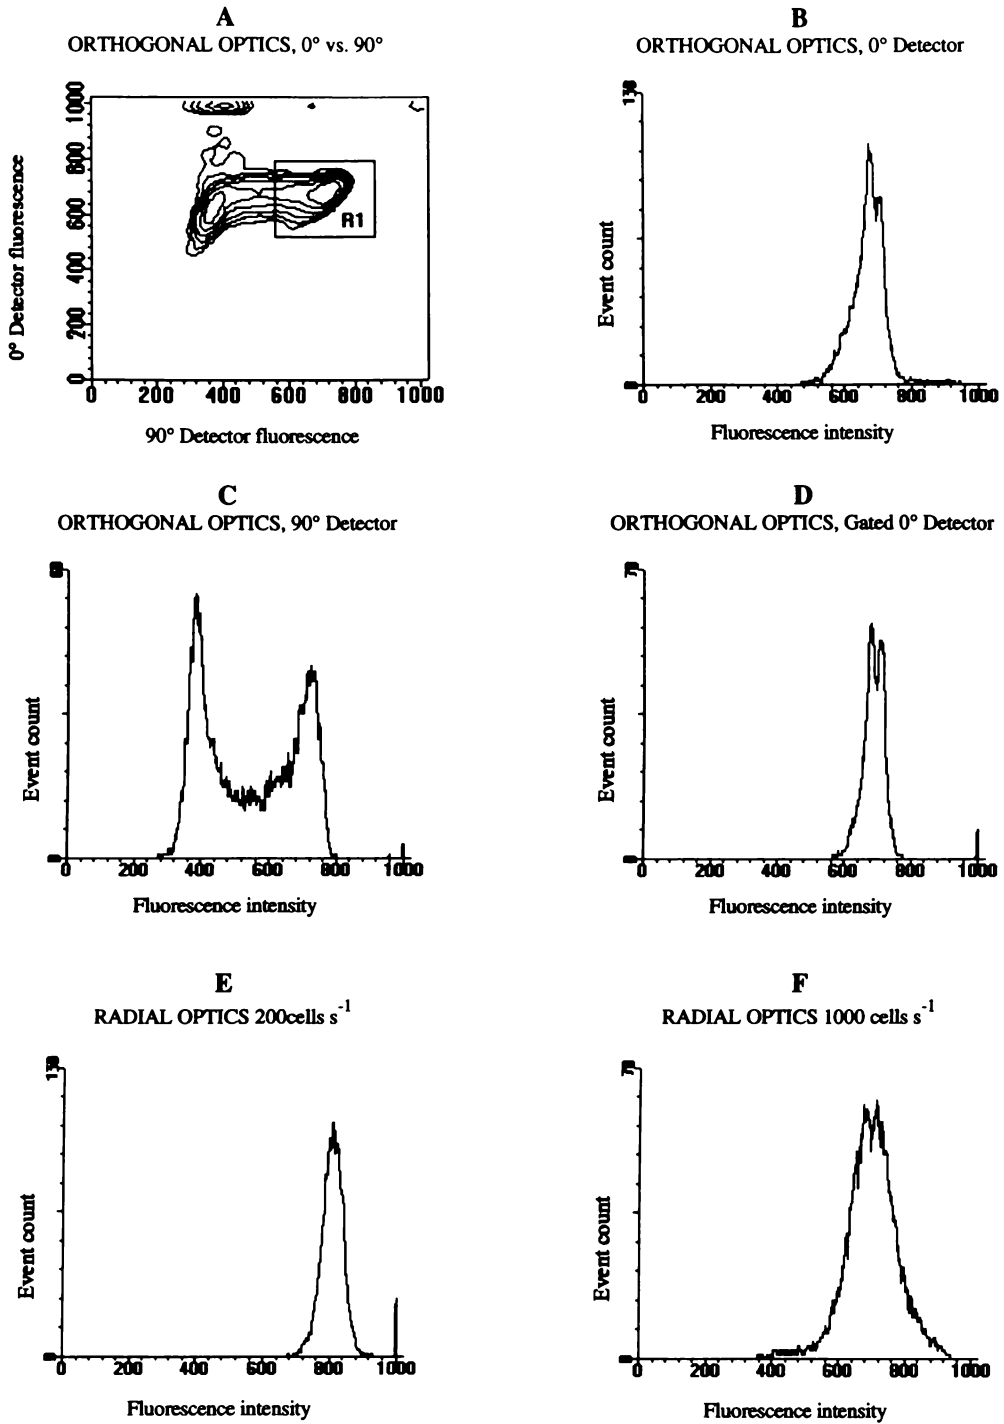 A
ORTHOGONAL OPTICS, 0° vs. 90°
0° Detector fluorescence
1000
800
600
400
200
0
R1
0 200 400 600 800 1000
90° Detector fluorescence
B
ORTHOGONAL OPTICS, 0° Detector
Event count
0
0 200 400 600 800 1000
Fluorescence intensity
C
ORTHOGONAL OPTICS, 90° Detector
Event count
0
0 200 400 600 800 1000
Fluorescence intensity
D
ORTHOGONAL OPTICS, Gated 0° Detector
Event count
0
0 200 400 600 800 1000
Fluorescence intensity
E
RADIAL OPTICS 200cells s-1
Event count
0
0 200 400 600 800 1000
Fluorescence intensity
F
RADIAL OPTICS 1000 cells s-1
Event count
0
0 200 400 600 800 1000
Fluorescence intensity